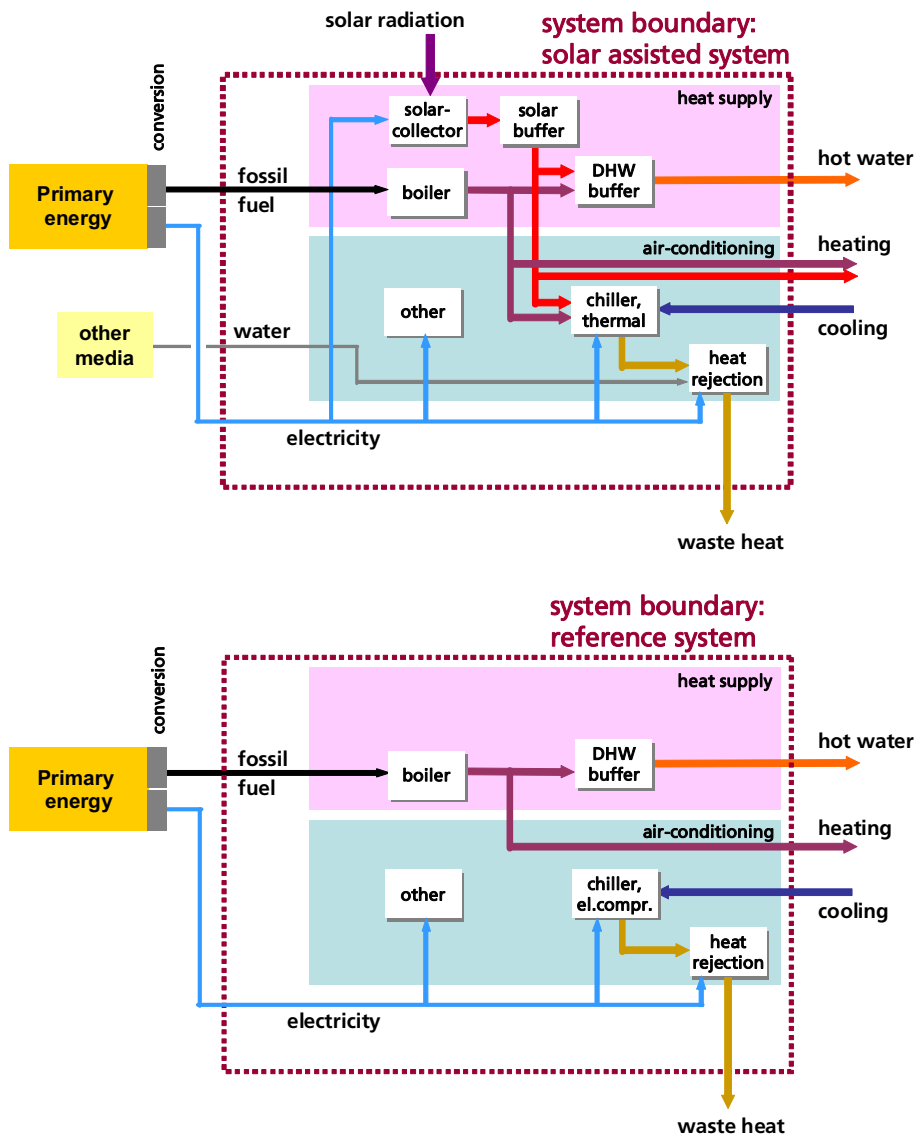 solar radiation
system boundary:
solar assisted system
conversion
heat supply
solar-
collector
solar
buffer
hot water
Primary
energy
fossil
fuel
boiler
DHW
buffer
air-conditioning
heating
other
chiller,
thermal
cooling
other
media
water
heat
rejection
electricity
waste heat
system boundary:
reference system
conversion
heat supply
hot water
Primary
energy
fossil
fuel
boiler
DHW
buffer
air-conditioning
heating
other
chiller,
el.compr.
cooling
heat
rejection
electricity
waste heat